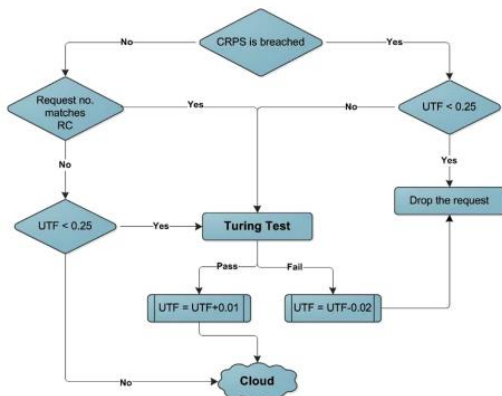 CRPS is breached
No
Yes
Request no.
matches
RC
Yes
No
UTF < 0.25
No
Yes
UTF < 0.25
Yes
Turing Test
Drop the request
Pass
Fail
UTF = UTF+0.01
UTF = UTF-0.02
No
Cloud